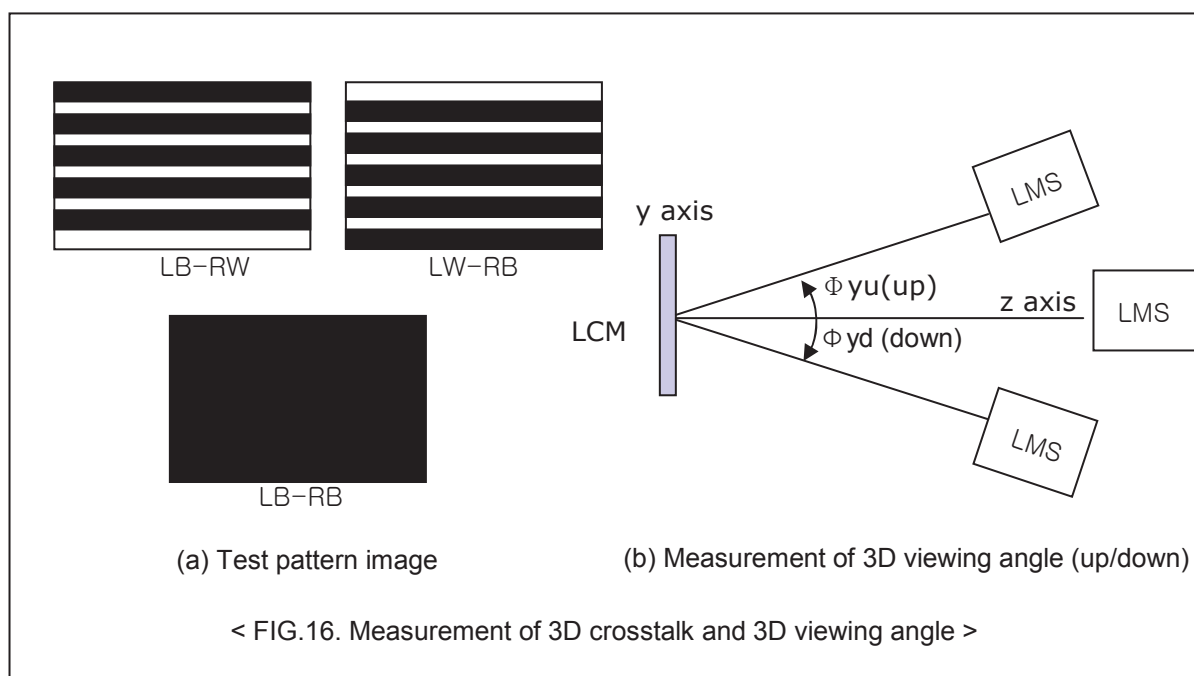 LB-RW
LW-RB
LB-RB
(a) Test pattern image
y axis
LCM
Φ yu(up)
z axis
Φ yd (down)
LMS
LMS
LMS
(b) Measurement of 3D viewing angle (up/down)
< FIG.16. Measurement of 3D crosstalk and 3D viewing angle >